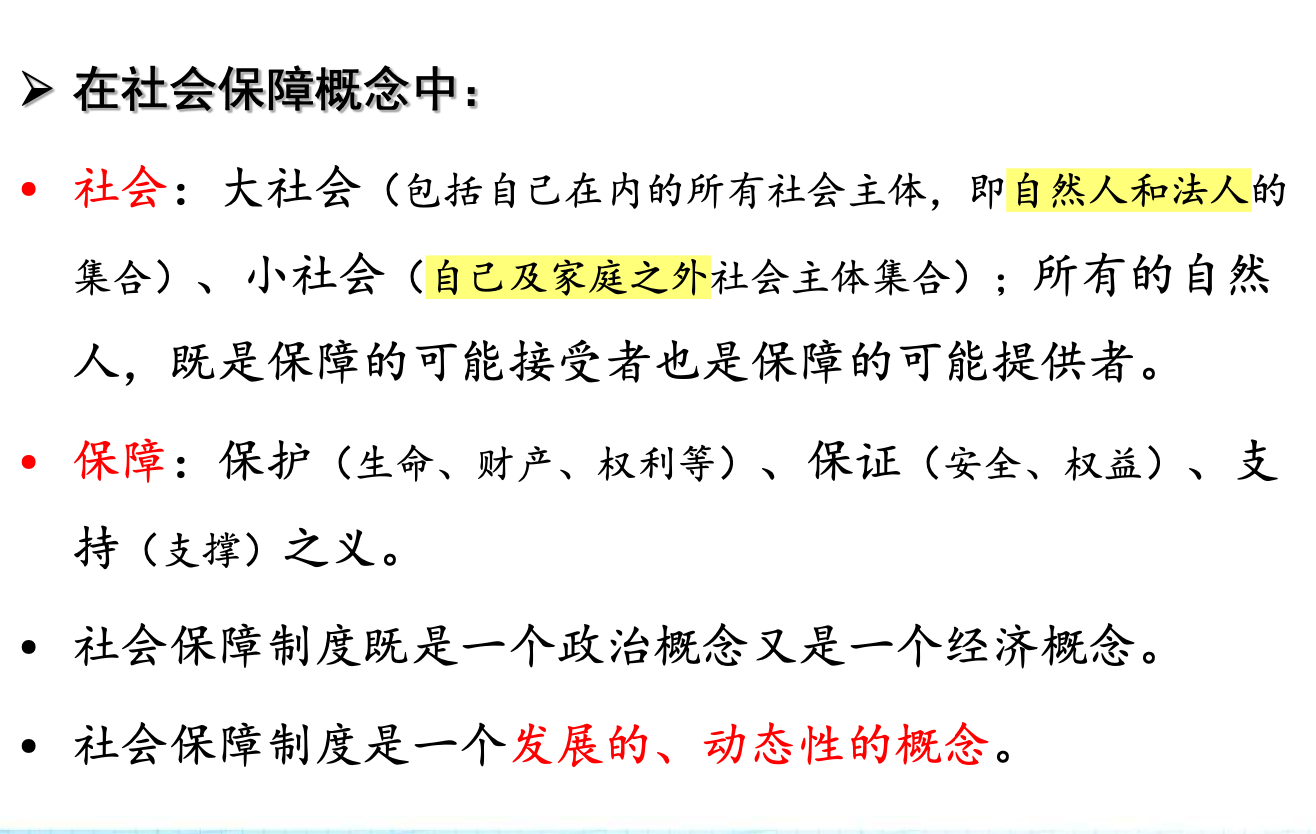 ➢ 在社会保障概念中：
• 社会：大社会（包括自己在内的所有社会主体，即自然人和法人的
集合）、小社会（自己及家庭之外社会主体集合）；所有的自然
人，既是保障的可能接受者也是保障的可能提供者。
• 保障：保护（生命、财产、权利等）、保证（安全、权益）、支
持（支撑）之义。
• 社会保障制度既是一个政治概念又是一个经济概念。
• 社会保障制度是一个发展的、动态性的概念。